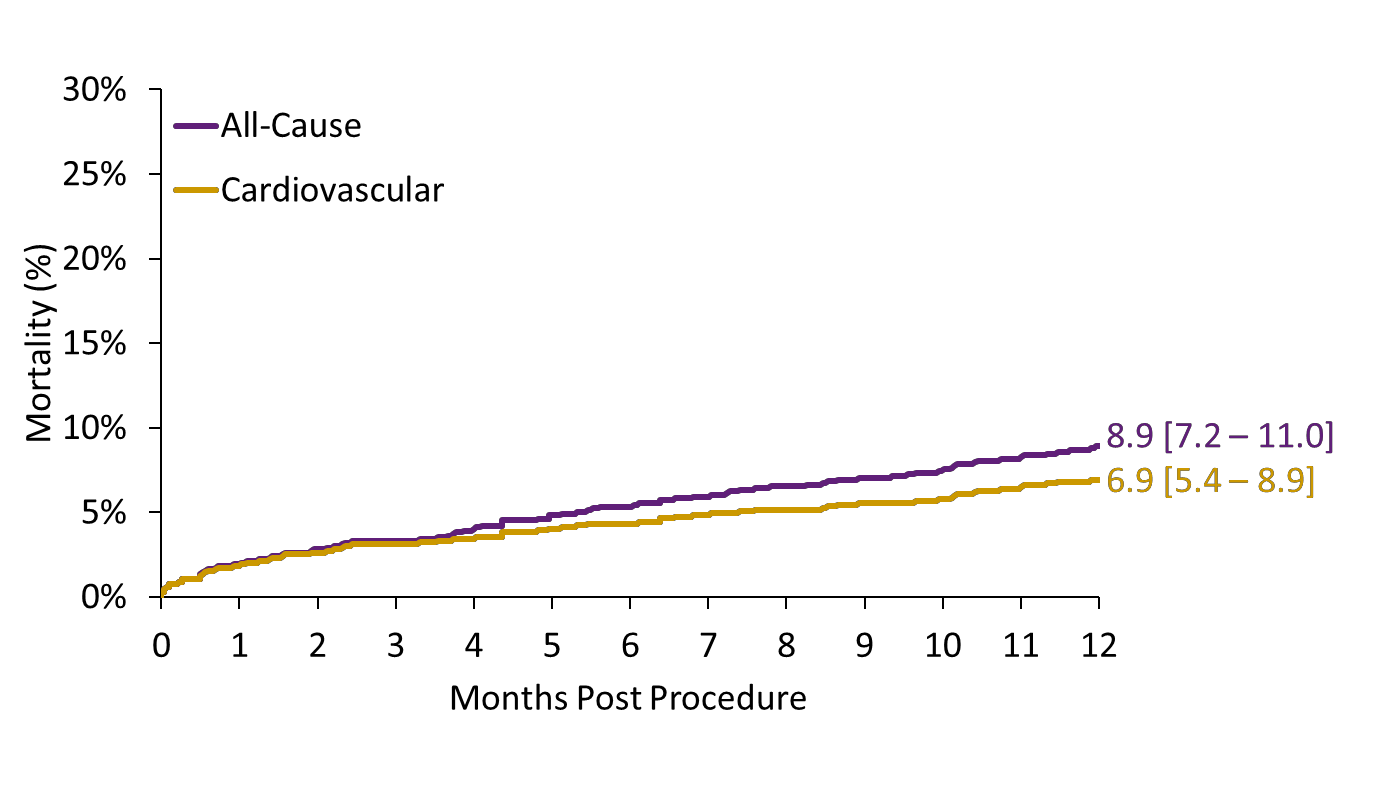 30%
All-Cause
25%
Cardiovascular
20%
Mortality (%)
15%
10%
8.9 [7.2 – 11.0]
6.9 [5.4 – 8.9]
5%
0%
0 1 2 3 4 5 6 7 8 9 10 11 12
Months Post Procedure